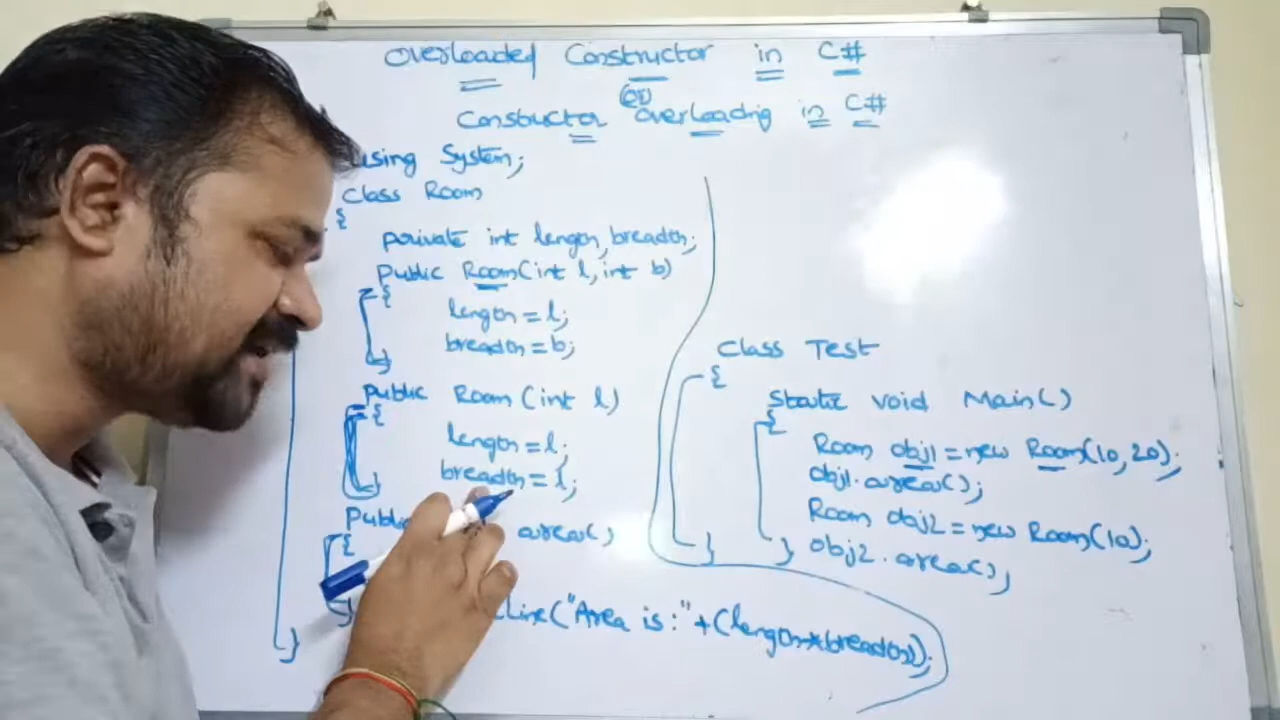 Overloaded Constructor in C#
(or)
Constructor overloading in C#
using System;
class Room
{
private int length, breadth;
public Room(int l, int b)
{
length = l;
breadth = b;
}
public Room(int l)
{
length = l;
breadth = l;
}
public area()
{
Line("Area is:" + (length*breadth));
}
}
class Test
{
static void Main()
{
Room obj1 = new Room(10, 20);
obj1.area();
Room obj2 = new Room(10);
obj2.area();
}
}